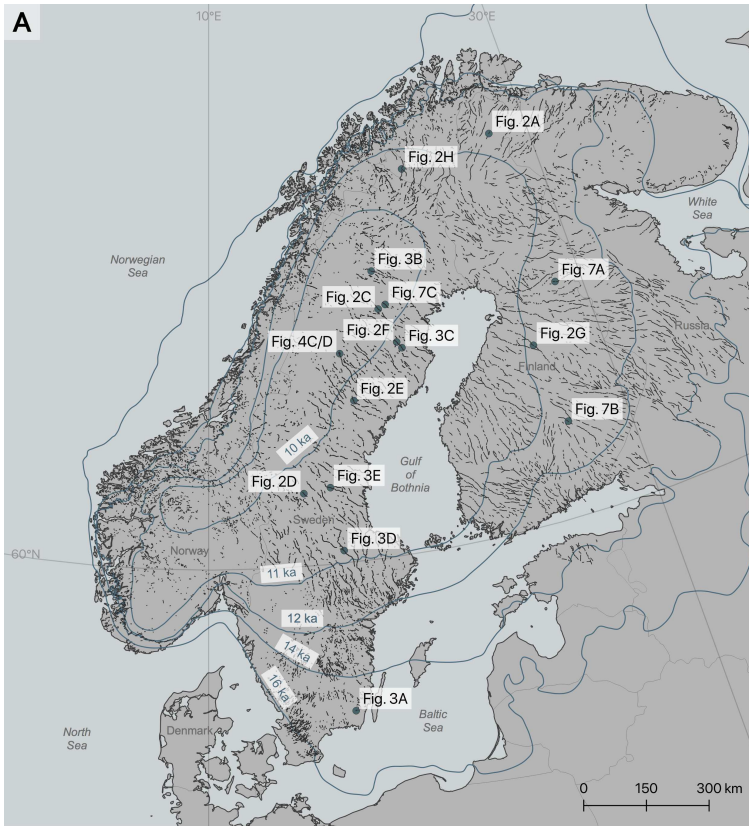 A
10°E
30°E
Fig. 2A
Fig. 2H
White
Sea
Norwegian
Sea
Fig. 3B
Fig. 7A
Fig. 2C
Fig. 7C
Fig. 2F
Fig. 3C
Fig. 4C/D
Russia
Fig. 2G
Finland
Fig. 2E
Fig. 7B
10 ka
Gulf
of
Bothnia
Fig. 2D
Fig. 3E
Sweden
Fig. 3D
60°N
Norway
11 ka
12 ka
14 ka
16 ka
Fig. 3A
Baltic
Sea
North
Sea
Denmark
0 150 300 km